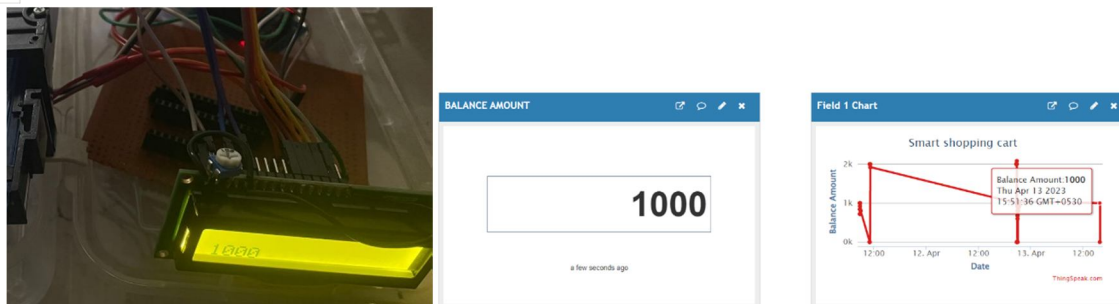 1000
BALANCE AMOUNT
1000
a few seconds ago
Field 1 Chart
Smart shopping cart
Balance Amount
2k
1k
0k
Balance Amount:1000
Thu Apr 13 2023
15:51:36 GMT+0530
12:00 12. Apr 12:00 13. Apr 12:00
Date
ThingSpeak.com